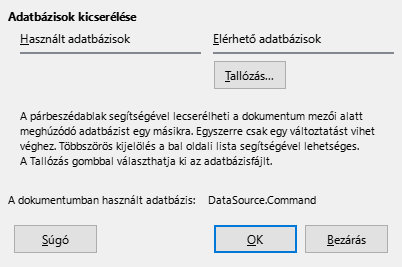 Adatbázisok kicserélése
Használt adatbázisok
Elérhető adatbázisok
Tallózás...
A párbeszédablak segítségével lecserélheti a dokumentum mezői alatt
meghúzódó adatbázist egy másikra. Egyszerre csak egy változtatást vihet
véghez. Többszörös kijelölés a bal oldali lista segítségével lehetséges.
A Tallózás gombbal választhatja ki az adatbázisfájlt.
A dokumentumban használt adatbázis: DataSource.Command
Súgó
OK
Bezárás